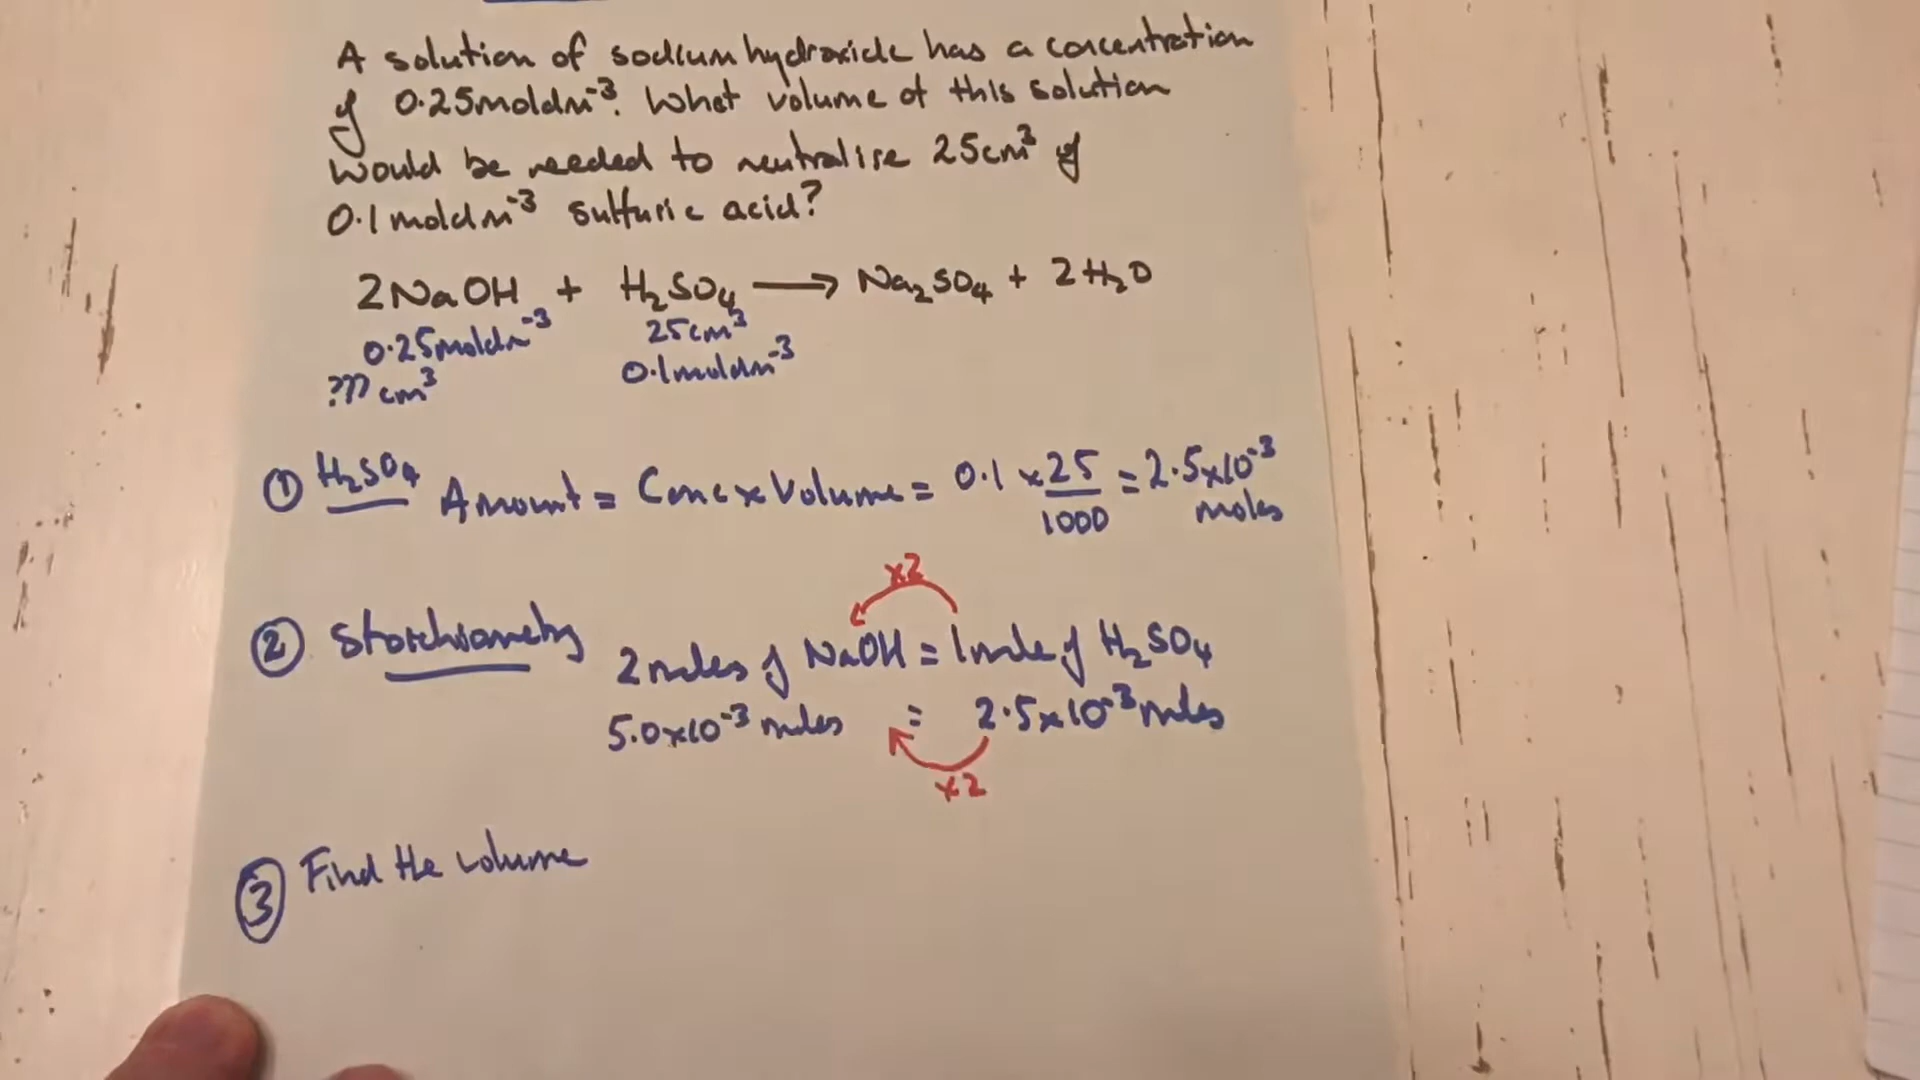 A solution of sodium hydroxide has a concentration
of 0.25moldm⁻³. What volume of this solution
would be needed to neutralise 25cm³ of
0.1moldm⁻³ sulfuric acid?
2NaOH + H₂SO₄ ⟶ Na₂SO₄ + 2H₂O
0.25moldm⁻³ 25cm³
??? cm³ 0.1moldm⁻³
① H₂SO₄ Amount = Conc x Volume = 0.1 x 25/1000 = 2.5x10⁻³ moles
x2
② Stoichiometry 2 moles of NaOH = 1 mole of H₂SO₄
5.0x10⁻³ moles = 2.5x10⁻³ moles
x2
③ Find the volume